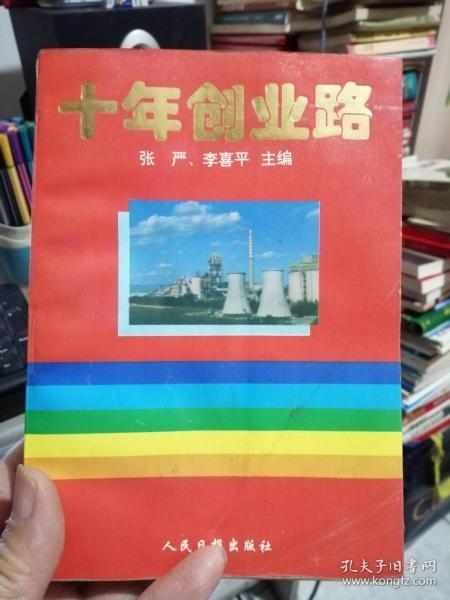 十年创业路
张 严、李喜平 主编
人民日报出版社
孔夫子旧书网
www.kongfz.com